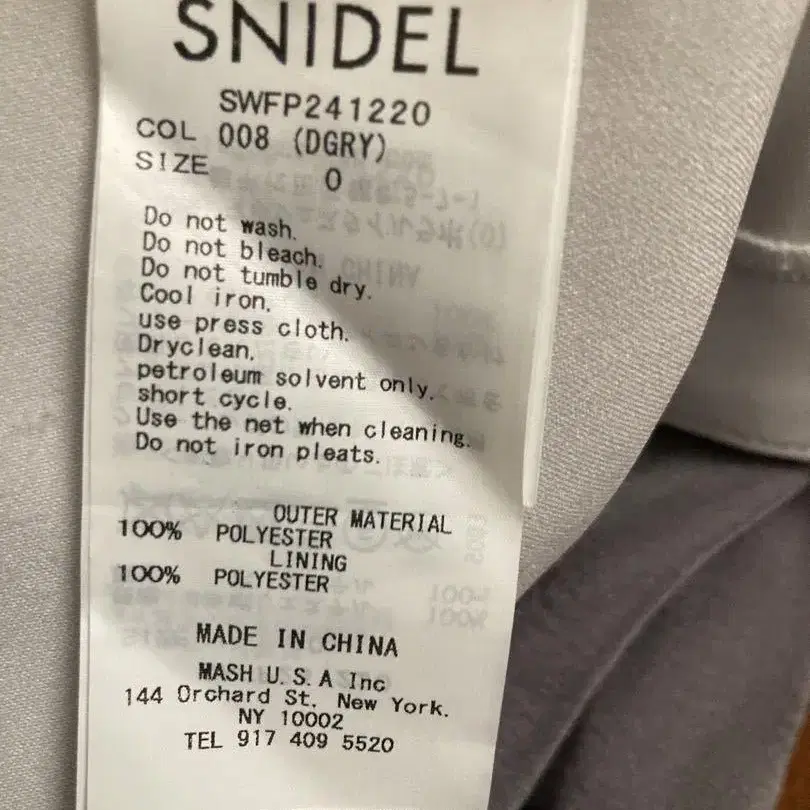 SNIDEL
SWFP241220
COL 008 (DGRY)
SIZE 0
Do not wash.
Do not bleach.
Do not tumble dry.
Cool iron.
use press cloth.
Dryclean.
petroleum solvent only.
short cycle.
Use the net when cleaning.
Do not iron pleats.
OUTER MATERIAL
100% POLYESTER
LINING
100% POLYESTER
MADE IN CHINA
MASH U.S.A Inc
144 Orchard St. New York.
NY 10002
TEL 917 409 5520